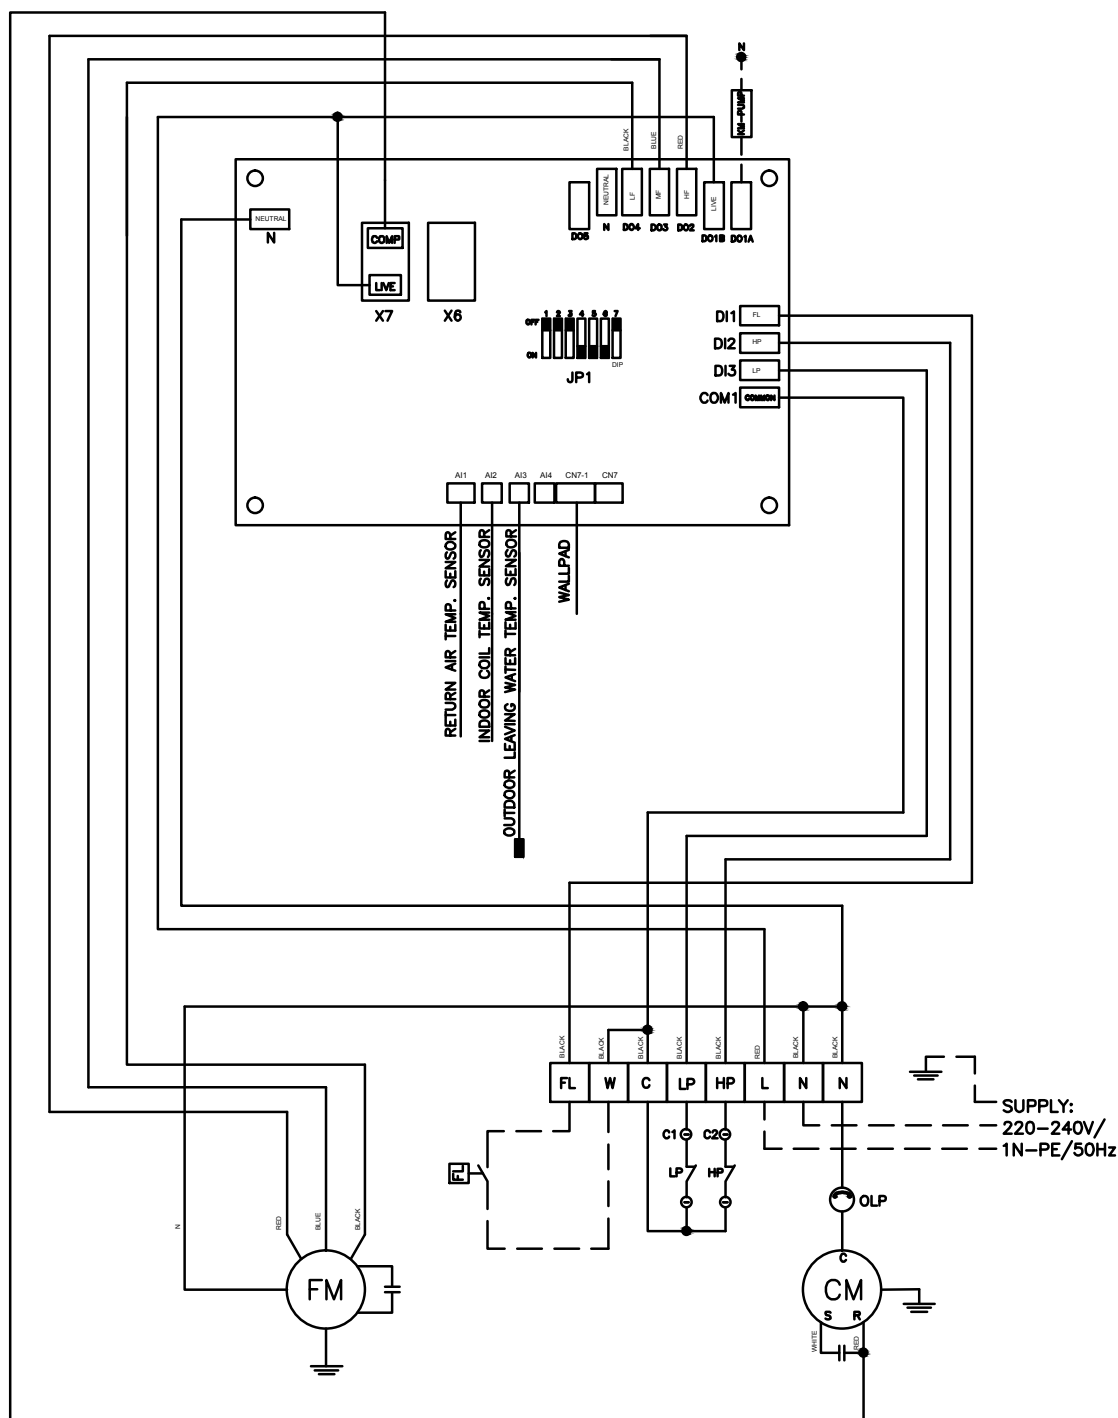 N
KM-PUMP
BLACK
BLUE
RED
NEUTRAL
LF
MF
HF
LIVE
DO5
N
DO4
DO3
DO2
DO1B
DO1A
NEUTRAL
N
COMP
LIVE
X7
X6
1 2 3 4 5 6 7
OFF
ON
DIP
JP1
DI1
FL
DI2
HP
DI3
LP
COM1
COMMON
AI1
AI2
AI3
AI4
CN7-1
CN7
RETURN AIR TEMP. SENSOR
INDOOR COIL TEMP. SENSOR
OUTDOOR LEAVING WATER TEMP. SENSOR
WALLPAD
BLACK
BLACK
BLACK
BLACK
BLACK
RED
BLACK
BLACK
FL
W
C
LP
HP
L
N
N
SUPPLY:
220-240V/
1N-PE/50Hz
C1
C2
LP
HP
FL
OLP
N
RED
BLUE
BLACK
FM
C
CM
S
R
WHITE
RED